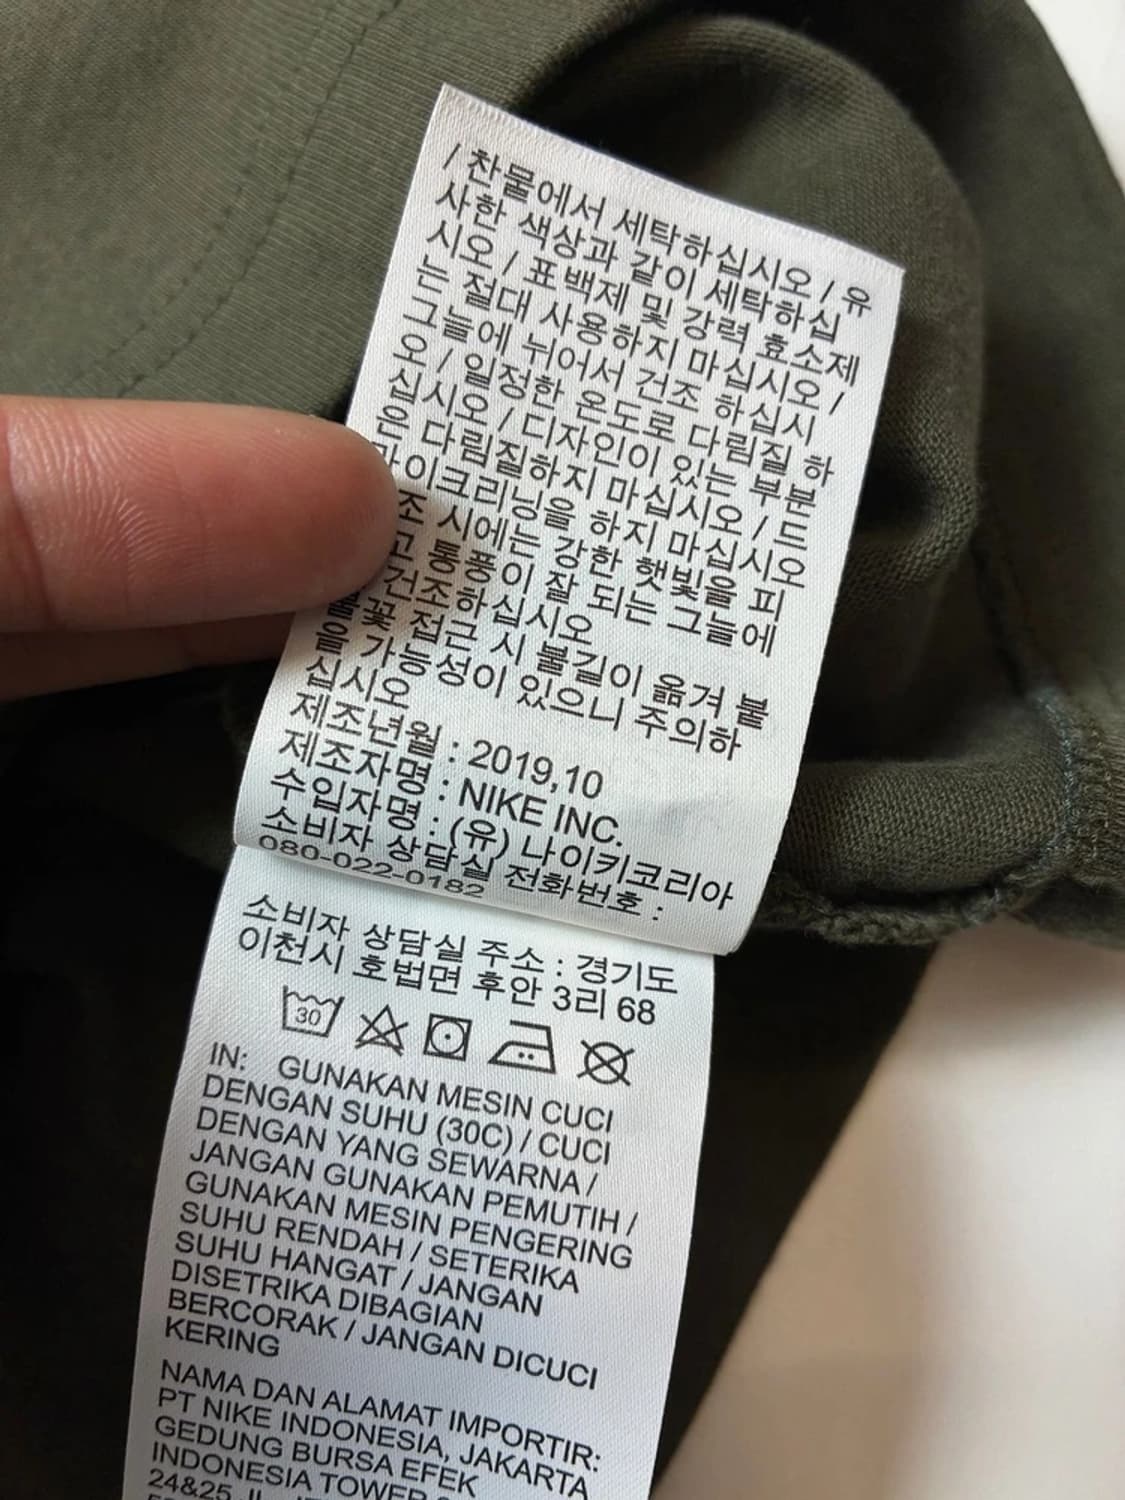 / 찬물에서 세탁하십시오 / 유
사한 색상과 같이 세탁하십
시오 / 표백제 및 강력 효소제
는 절대 사용하지 마십시오 /
그늘에 뉘어서 건조 하십시
오 / 일정한 온도로 다림질 하
십시오 / 디자인이 있는 부분
은 다림질하지 마십시오 / 드
라이크리닝을 하지 마십시오
조 시에는 강한 햇빛을 피
고 통풍이 잘 되는 그늘에
건조하십시오
불꽃 접근 시 불길이 옮겨 붙
을 가능성이 있으니 주의하
십시오
제조년월 : 2019,10
제조자명 : NIKE INC.
수입자명 : (유) 나이키코리아
소비자 상담실 전화번호 :
080-022-0182
소비자 상담실 주소 : 경기도
이천시 호법면 후안 3리 68
30
IN: GUNAKAN MESIN CUCI
DENGAN SUHU (30C) / CUCI
DENGAN YANG SEWARNA /
JANGAN GUNAKAN PEMUTIH /
GUNAKAN MESIN PENGERING
SUHU RENDAH / SETERIKA
SUHU HANGAT / JANGAN
DISETRIKA DIBAGIAN
BERCORAK / JANGAN DICUCI
KERING
NAMA DAN ALAMAT IMPORTIR:
PT NIKE INDONESIA, JAKARTA
GEDUNG BURSA EFEK
INDONESIA TOWER
24&25